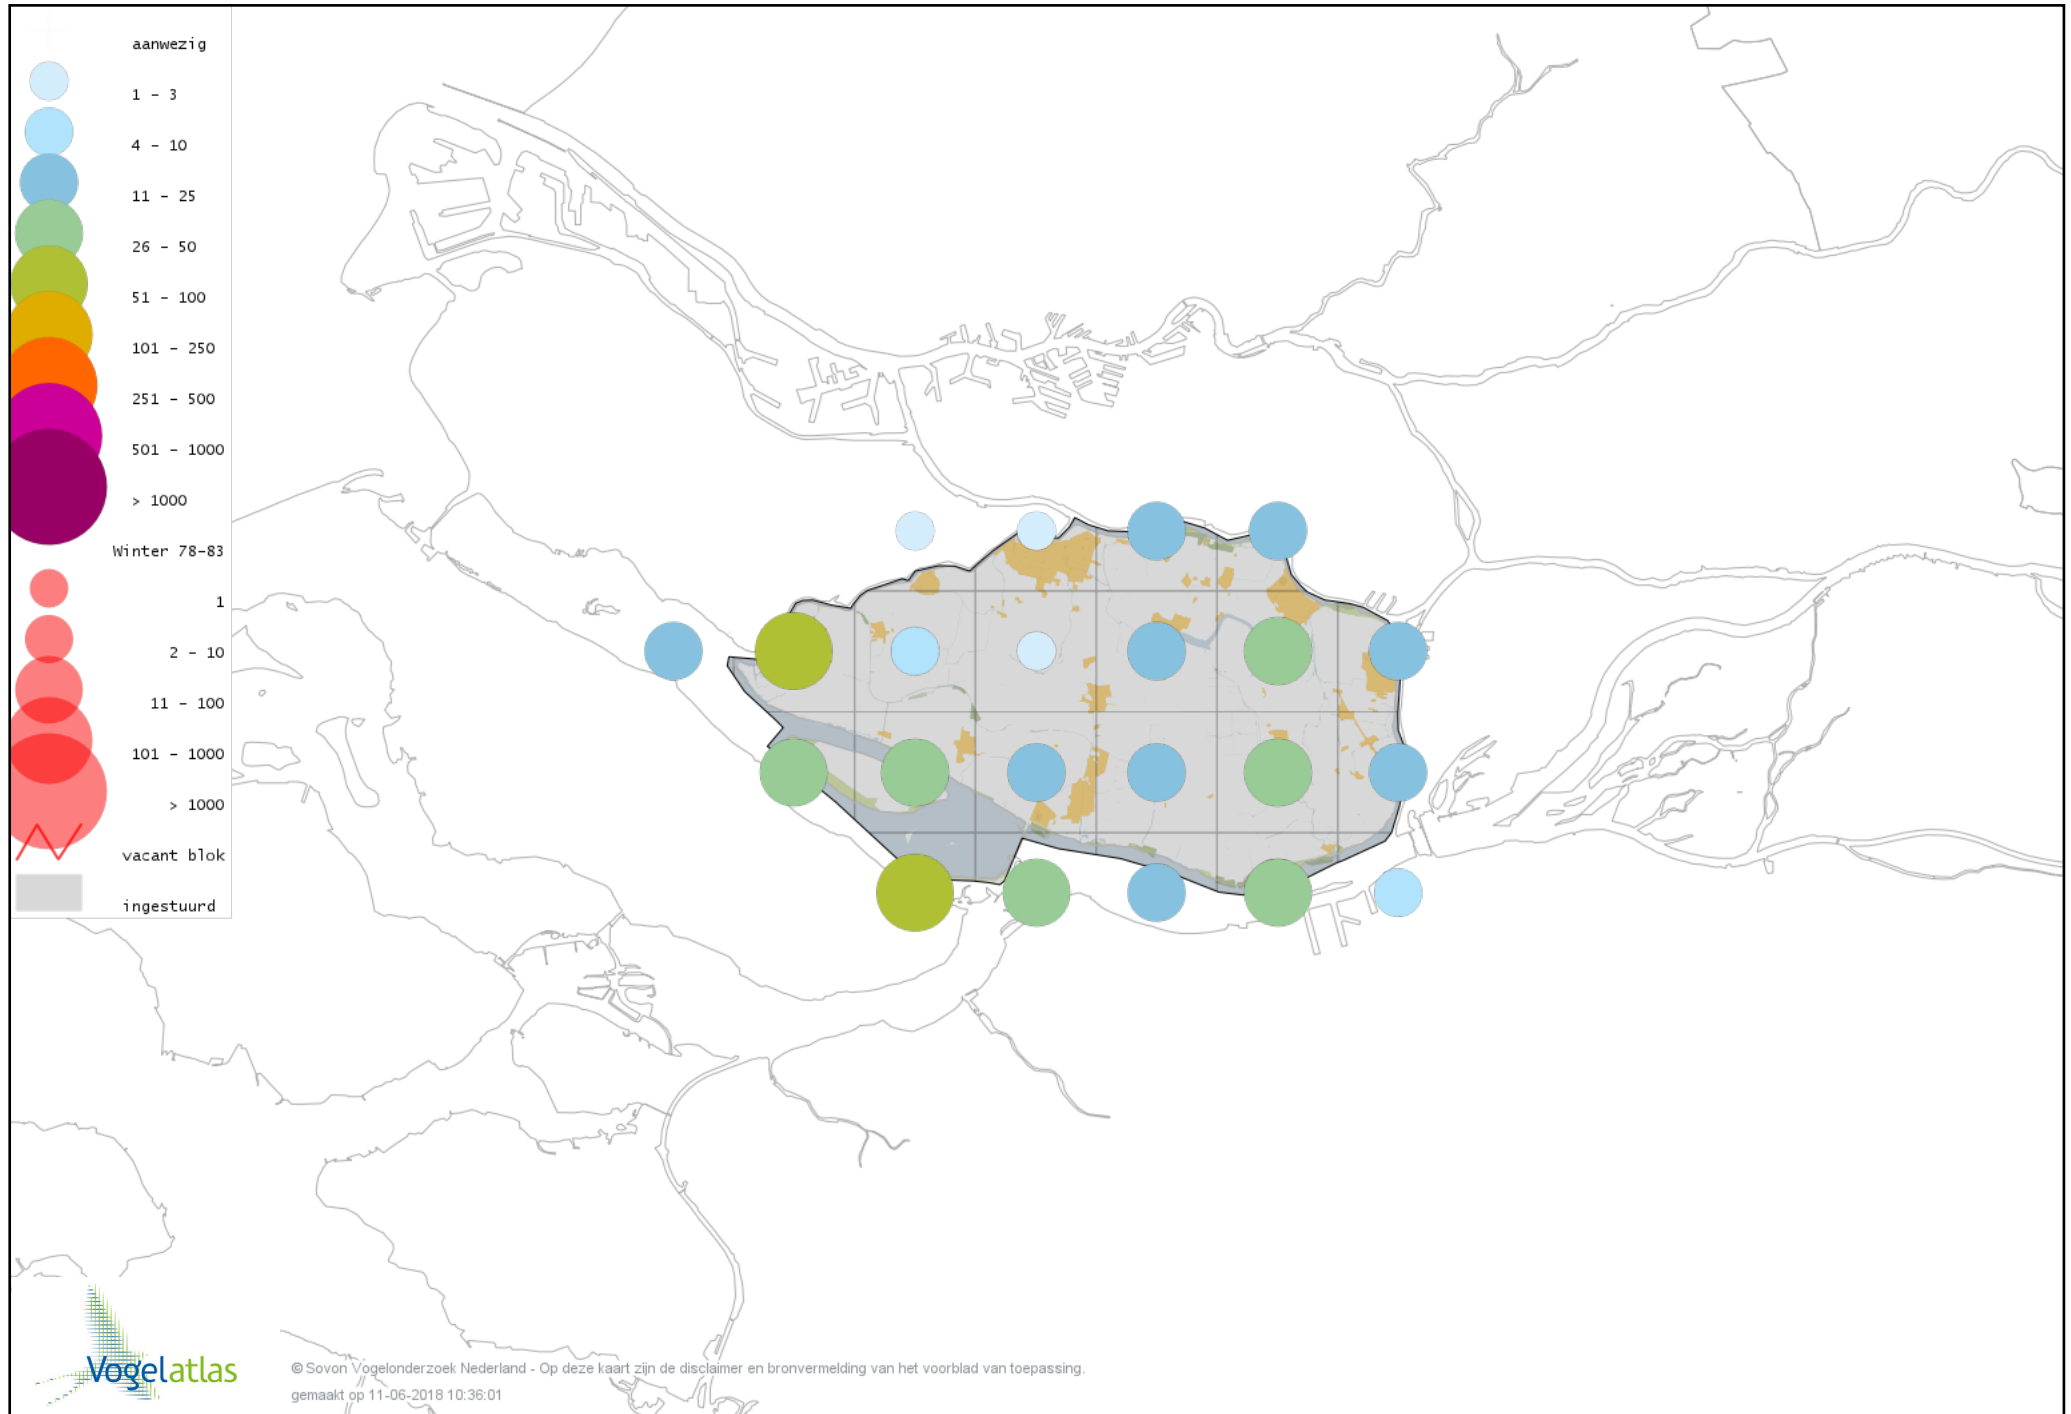 aanwezig
1 - 3
4 - 10
11 - 25
26 - 50
51 - 100
101 - 250
251 - 500
501 - 1000
> 1000
Winter 78-83
1
2 - 10
11 - 100
101 - 1000
> 1000
vacant blok
ingestuurd
Vogelatlas
© Sovon Vogelonderzoek Nederland - Op deze kaart zijn de disclaimer en bronvermelding van het voorblad van toepassing.
gemaakt op 11-06-2018 10:36:01